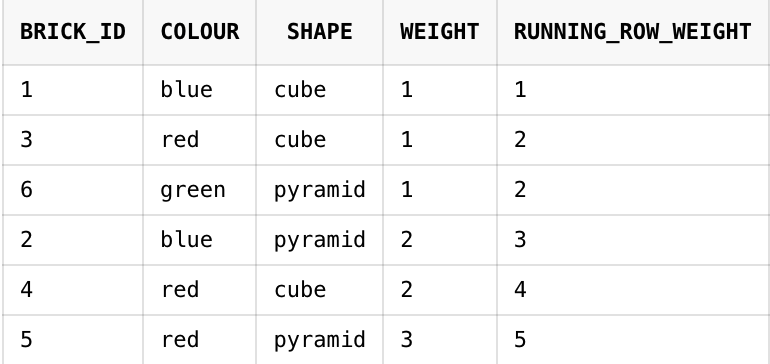 BRICK_ID COLOUR SHAPE WEIGHT RUNNING_ROW_WEIGHT
1 blue cube 1 1
3 red cube 1 2
6 green pyramid 1 2
2 blue pyramid 2 3
4 red cube 2 4
5 red pyramid 3 5